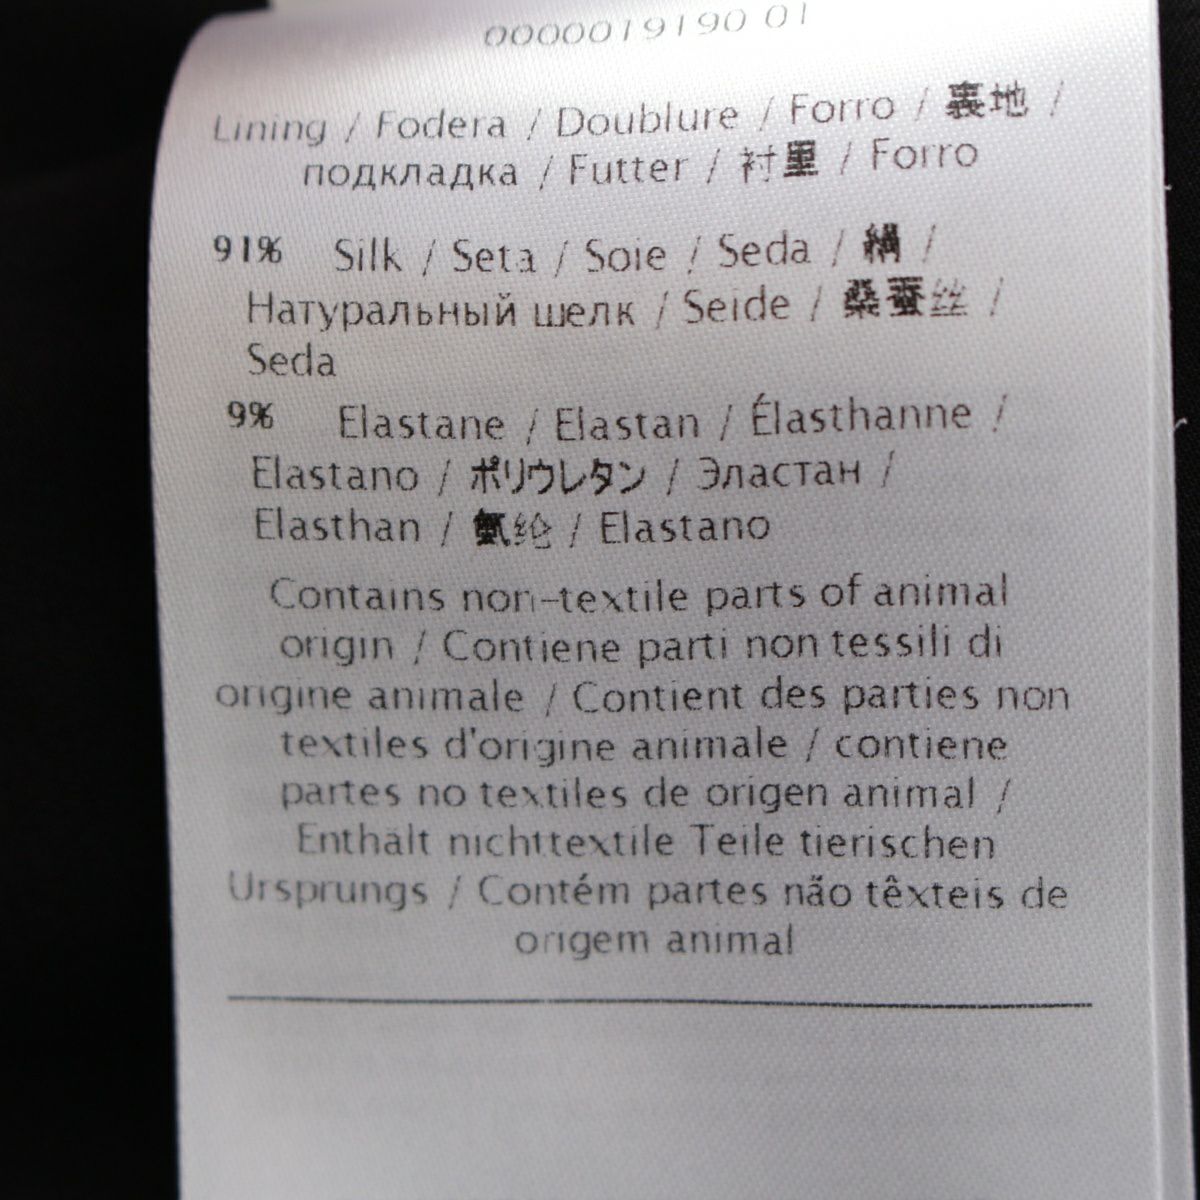 0000019190 01
Lining / Fodera / Doublure / Forro / 裏地 /
подкладка / Futter / 衬里 / Forro
91% Silk / Seta / Soie / Seda / 絹 /
Натуральный шелк / Seide / 桑蚕丝 /
Seda
9% Elastane / Elastan / Élasthanne /
Elastano / ポリウレタン / Эластан /
Elasthan / 氨纶 / Elastano
Contains non-textile parts of animal
origin / Contiene parti non tessili di
origine animale / Contient des parties non
textiles d'origine animale / contiene
partes no textiles de origen animal /
Enthält nichttextile Teile tierischen
Ursprungs / Contém partes não têxteis de
origem animal